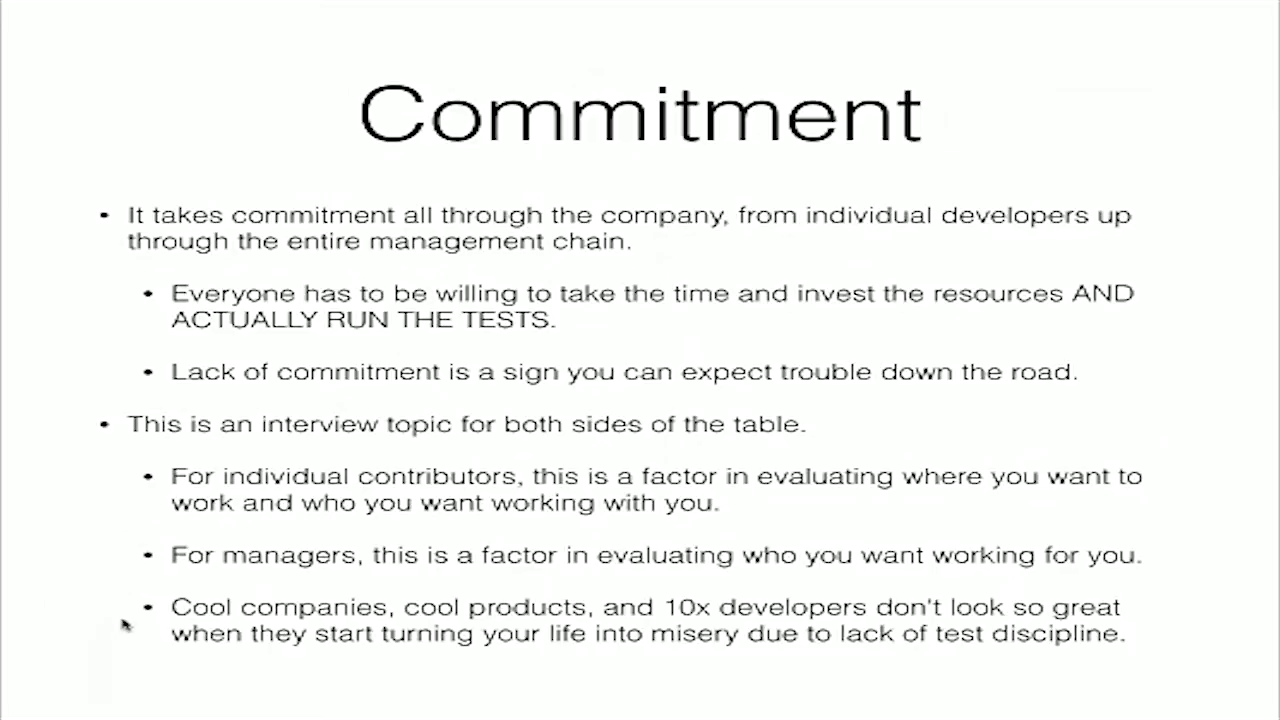 Commitment
• It takes commitment all through the company, from individual developers up
through the entire management chain.
• Everyone has to be willing to take the time and invest the resources AND
ACTUALLY RUN THE TESTS.
• Lack of commitment is a sign you can expect trouble down the road.
• This is an interview topic for both sides of the table.
• For individual contributors, this is a factor in evaluating where you want to
work and who you want working with you.
• For managers, this is a factor in evaluating who you want working for you.
• Cool companies, cool products, and 10x developers don't look so great
when they start turning your life into misery due to lack of test discipline.